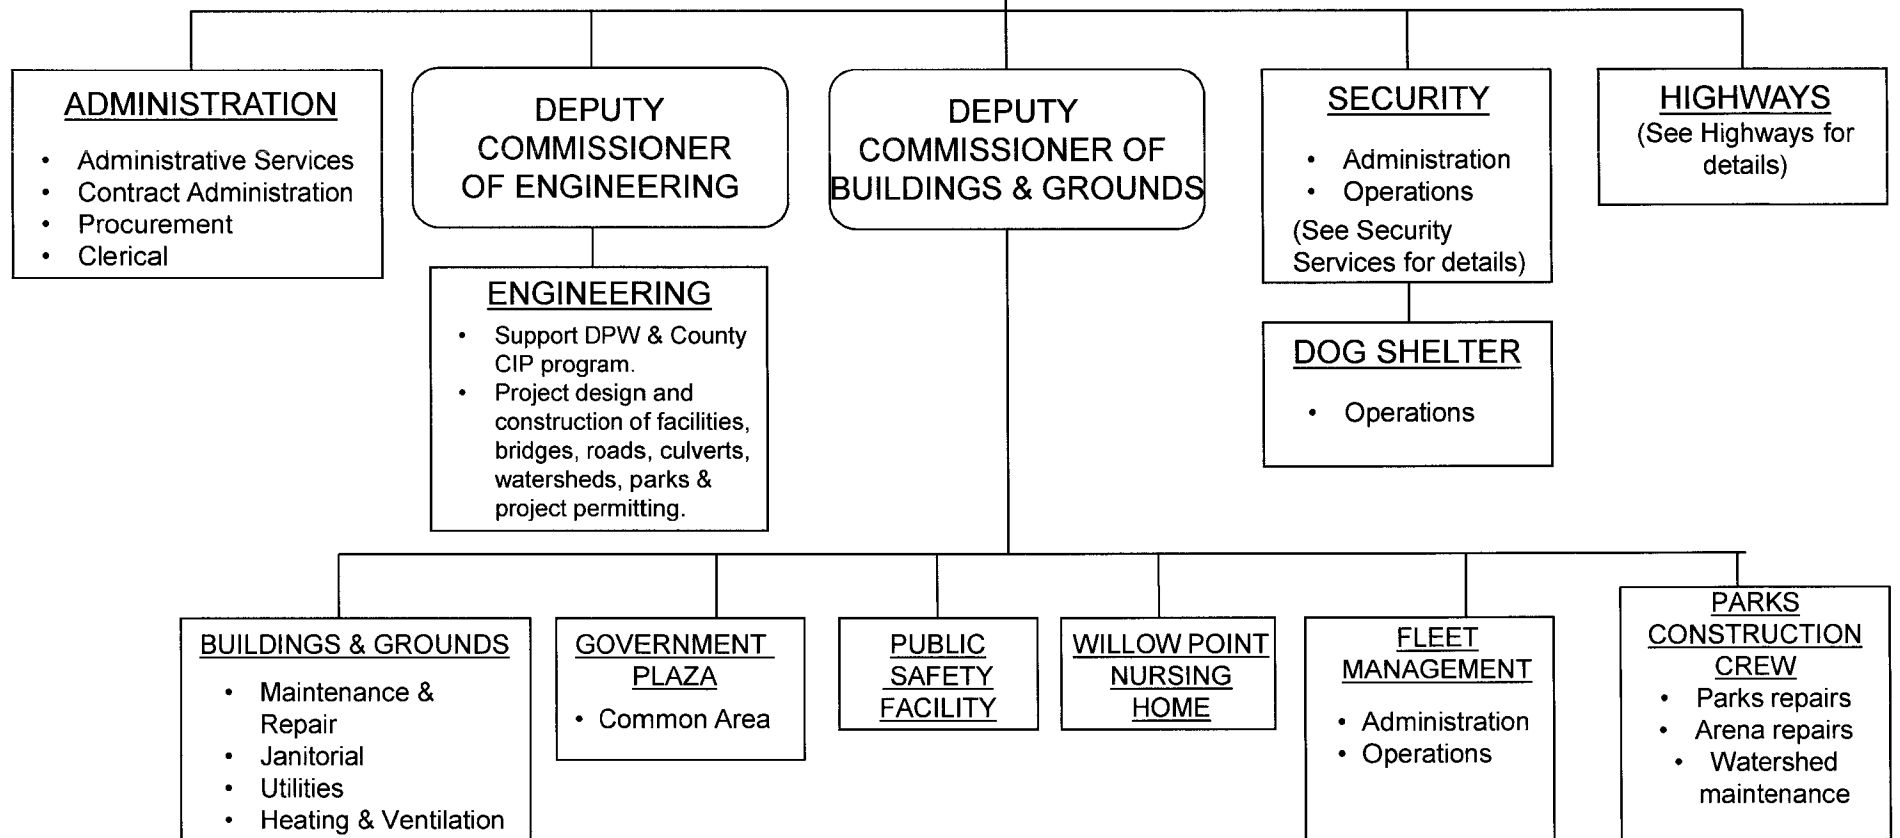 ADMINISTRATION
• Administrative Services
• Contract Administration
• Procurement
• Clerical
DEPUTY
COMMISSIONER
OF ENGINEERING
DEPUTY
COMMISSIONER OF
BUILDINGS & GROUNDS
SECURITY
• Administration
• Operations
(See Security
Services for details)
HIGHWAYS
(See Highways for
details)
ENGINEERING
• Support DPW & County
CIP program.
• Project design and
construction of facilities,
bridges, roads, culverts,
watersheds, parks &
project permitting.
DOG SHELTER
• Operations
BUILDINGS & GROUNDS
• Maintenance &
Repair
• Janitorial
• Utilities
• Heating & Ventilation
GOVERNMENT
PLAZA
• Common Area
PUBLIC
SAFETY
FACILITY
WILLOW POINT
NURSING
HOME
FLEET
MANAGEMENT
• Administration
• Operations
PARKS
CONSTRUCTION
CREW
• Parks repairs
• Arena repairs
• Watershed
maintenance